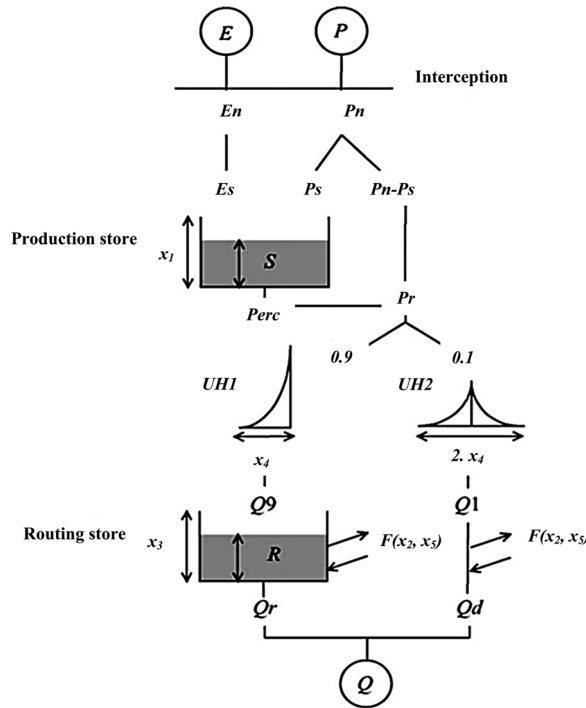 E P
Interception
En Pn
Es Ps Pn-Ps
Production store
x1 S
Perc Pr
0.9 0.1
UH1 UH2
x4 2. x4
Q9 Q1
Routing store
x3 R F(x2, x5) F(x2, x5)
Qr Qd
Q